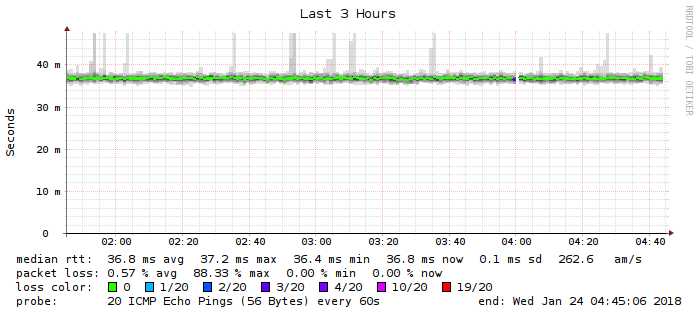 Last 3 Hours
RRDTOOL / TOBI OETIKER
Seconds
40 m
30 m
20 m
10 m
0
02:00 02:20 02:40 03:00 03:20 03:40 04:00 04:20 04:40
median rtt: 36.8 ms avg 37.2 ms max 36.4 ms min 36.8 ms now 0.1 ms sd 262.6 am/s
packet loss: 0.57 % avg 88.33 % max 0.00 % min 0.00 % now
loss color: 0 1/20 2/20 3/20 4/20 10/20 19/20
probe: 20 ICMP Echo Pings (56 Bytes) every 60s end: Wed Jan 24 04:45:06 2018